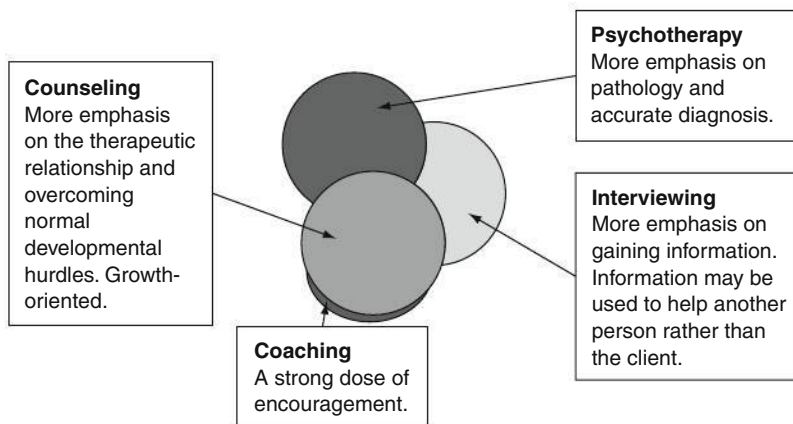 Psychotherapy
More emphasis on
pathology and
accurate diagnosis.
Counseling
More emphasis
on the therapeutic
relationship and
overcoming
normal
developmental
hurdles. Growth-
oriented.
Interviewing
More emphasis on
gaining information.
Information may be
used to help another
person rather than
the client.
Coaching
A strong dose of
encouragement.